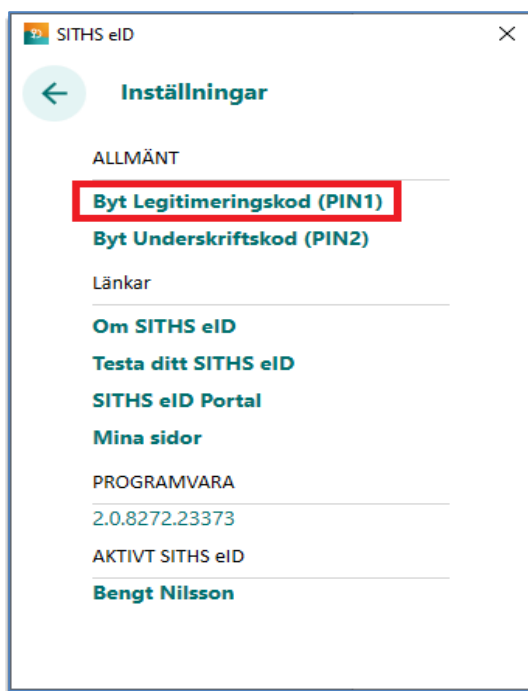 SITHS eID
Inställningar
ALLMÄNT
Byt Legitimeringskod (PIN1)
Byt Underskriftskod (PIN2)
Länkar
Om SITHS eID
Testa ditt SITHS eID
SITHS eID Portal
Mina sidor
PROGRAMVARA
2.0.8272.23373
AKTIVT SITHS eID
Bengt Nilsson